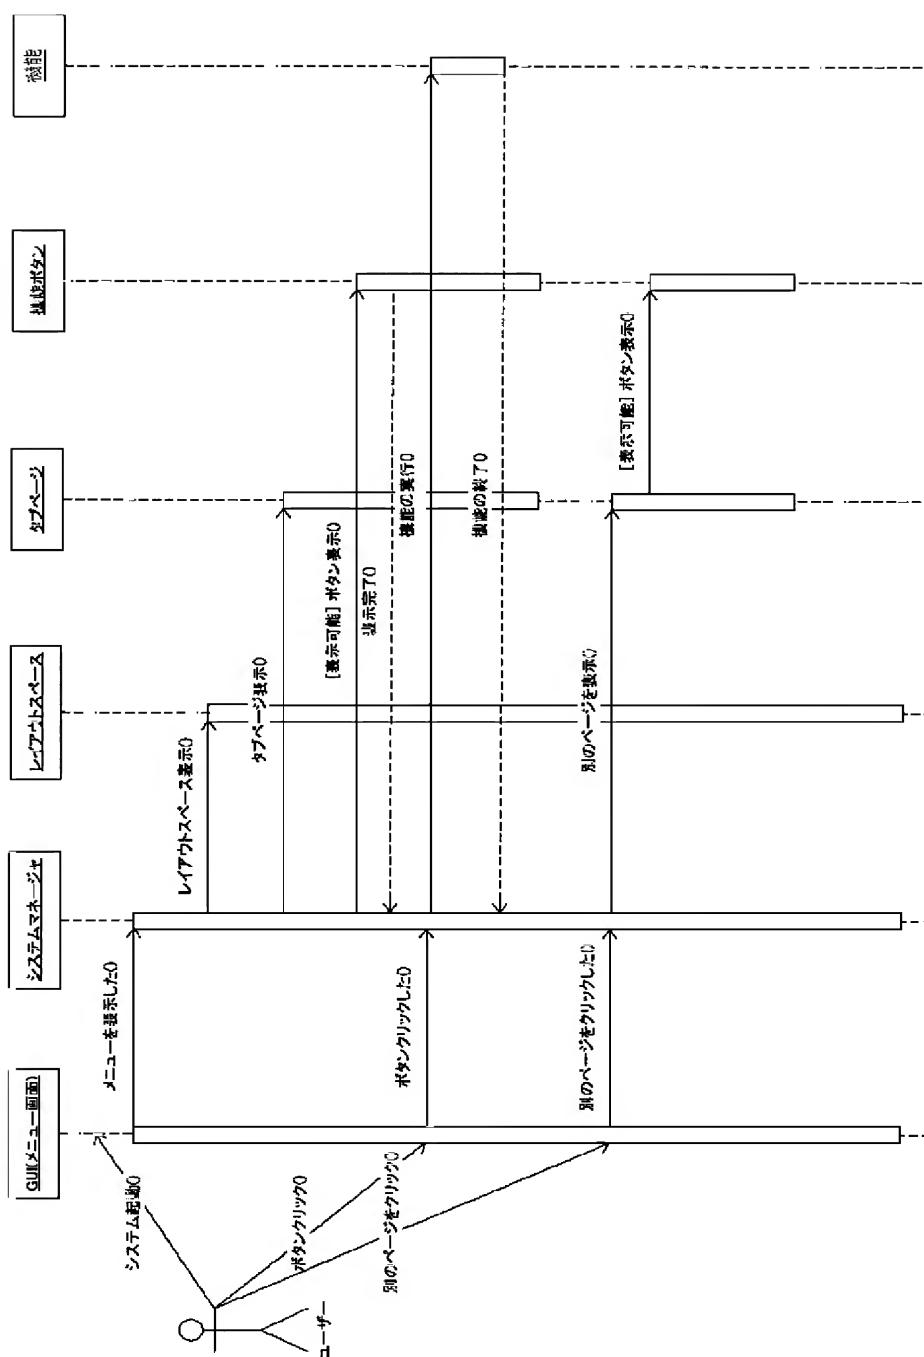 GUI(メニュー画面)
システムマネージャ
レイアウトスペース
タブページ
機能ボタン
機能
ユーザー
システム起動()
メニューを表示した()
レイアウトスペース表示()
タブページ表示()
[表示可能]ボタン表示()
表示完了()
ボタンクリック()
ボタンクリックした()
機能の実行()
機能の終了()
別のページをクリック()
別のページをクリックした()
別のページを表示()
[表示可能]ボタン表示()